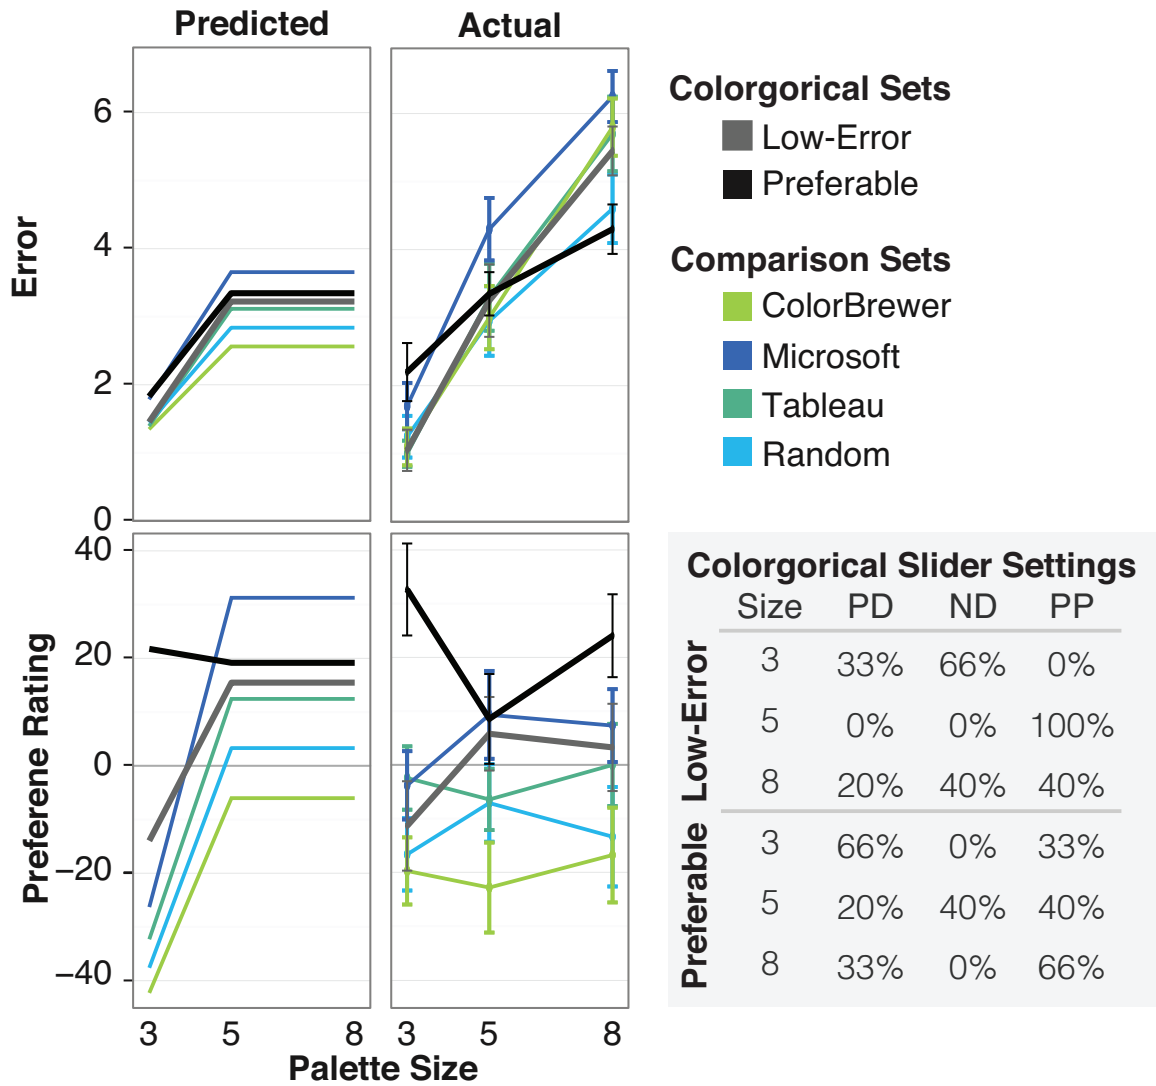 Predicted
Actual
Error
6
4
2
0
Colorgorical Sets
Low-Error
Preferable
Comparison Sets
ColorBrewer
Microsoft
Tableau
Random
Preferene Rating
40
20
0
−20
−40
3 5 8
3 5 8
Palette Size
Colorgorical Slider Settings
Size PD ND PP
Low-Error
3 33% 66% 0%
5 0% 0% 100%
8 20% 40% 40%
Preferable
3 66% 0% 33%
5 20% 40% 40%
8 33% 0% 66%